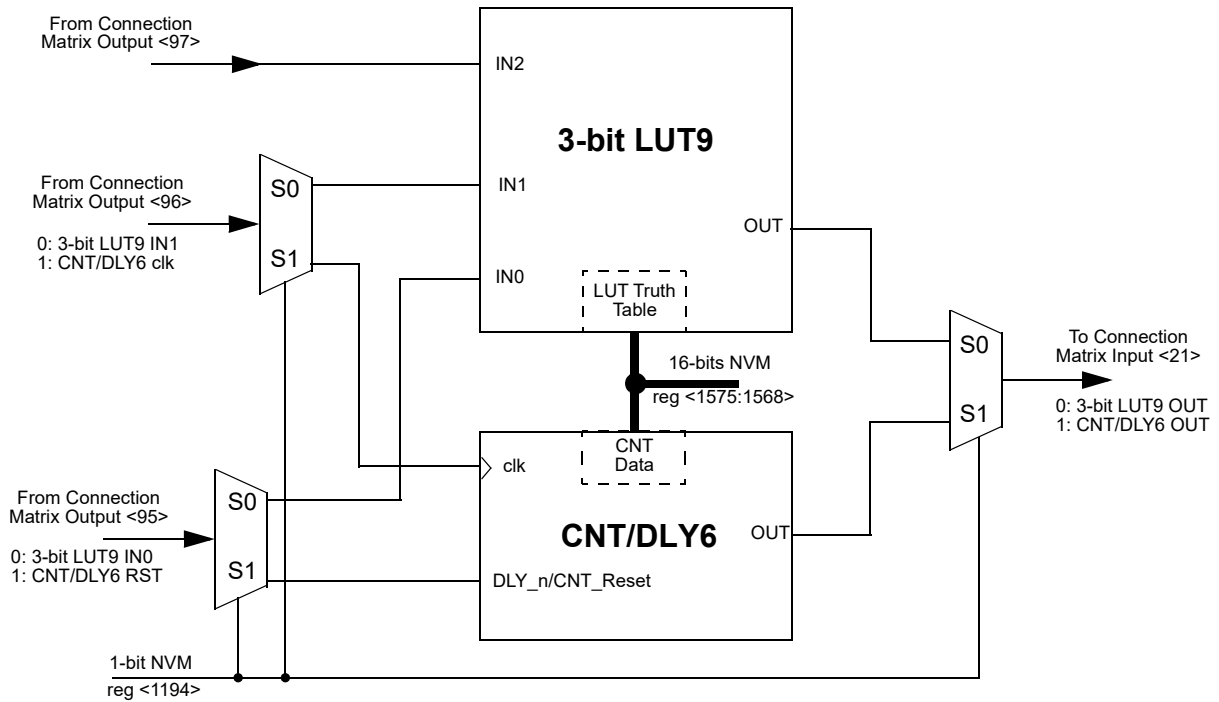 From Connection
Matrix Output <97>
IN2
3-bit LUT9
From Connection
Matrix Output <96>
S0
S1
0: 3-bit LUT9 IN1
1: CNT/DLY6 clk
IN1
IN0
OUT
LUT Truth
Table
16-bits NVM
reg <1575:1568>
S0
S1
To Connection
Matrix Input <21>
0: 3-bit LUT9 OUT
1: CNT/DLY6 OUT
CNT
Data
clk
CNT/DLY6
OUT
DLY_n/CNT_Reset
From Connection
Matrix Output <95>
S0
S1
0: 3-bit LUT9 IN0
1: CNT/DLY6 RST
1-bit NVM
reg <1194>